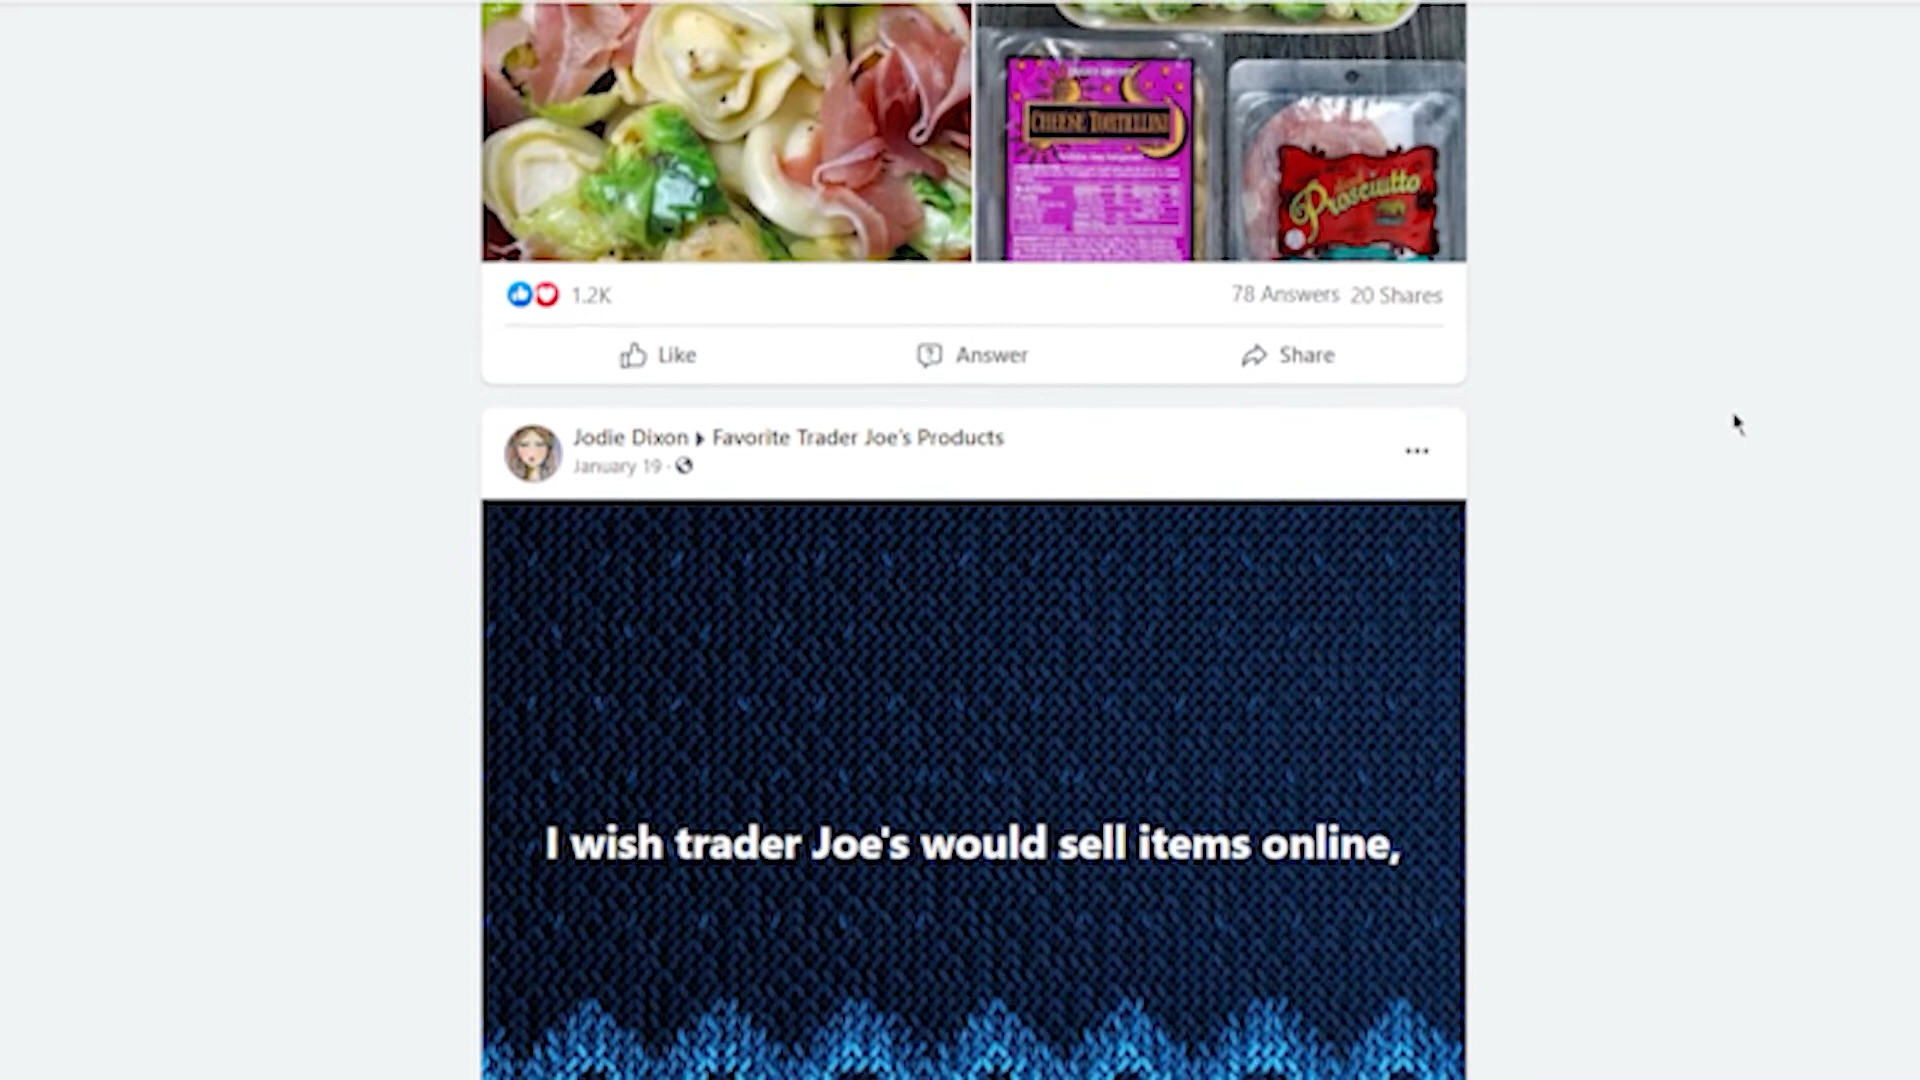 CHEESE TORTELLINI
Prosciutto
1.2K
78 Answers 20 Shares
Like
Answer
Share
Jodie Dixon Favorite Trader Joe's Products
January 19 ·
I wish trader Joe's would sell items online,